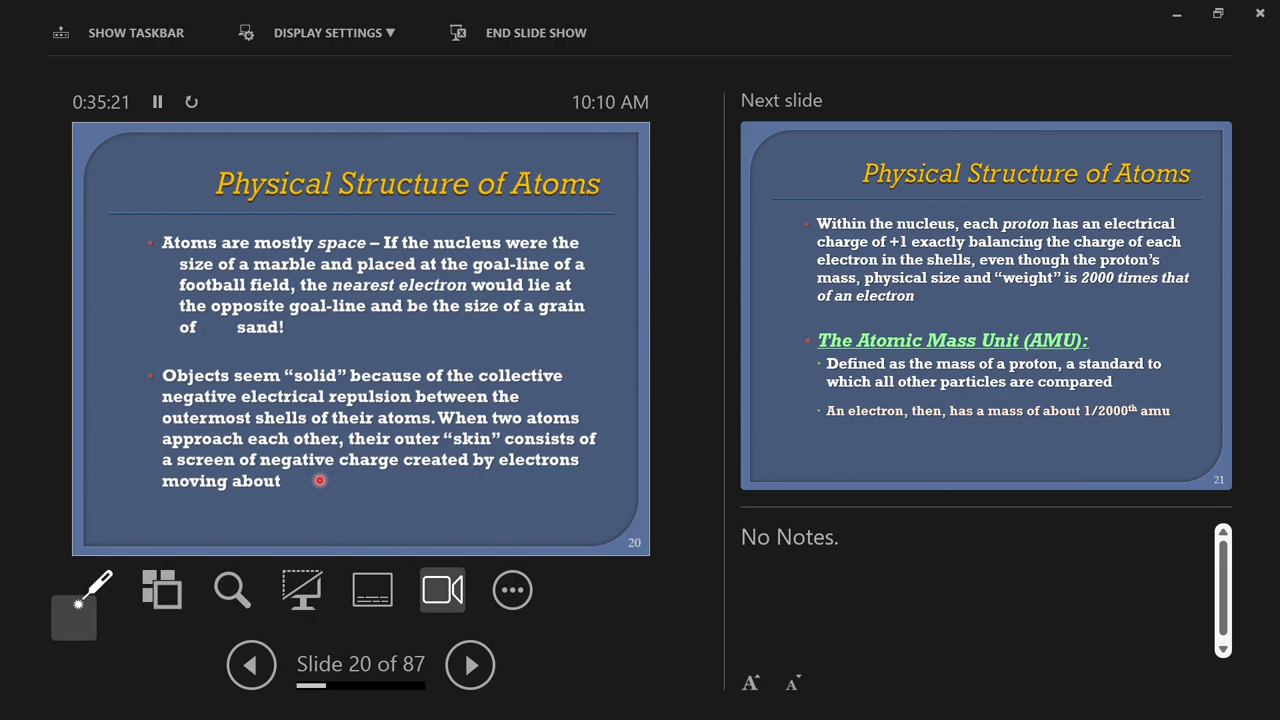 SHOW TASKBAR
DISPLAY SETTINGS ▼
END SLIDE SHOW
0:35:21
10:10 AM
Physical Structure of Atoms
• Atoms are mostly space – If the nucleus were the
size of a marble and placed at the goal-line of a
football field, the nearest electron would lie at
the opposite goal-line and be the size of a grain
of sand!
• Objects seem “solid” because of the collective
negative electrical repulsion between the
outermost shells of their atoms. When two atoms
approach each other, their outer “skin” consists of
a screen of negative charge created by electrons
moving about
20
Slide 20 of 87
Next slide
Physical Structure of Atoms
• Within the nucleus, each proton has an electrical
charge of +1 exactly balancing the charge of each
electron in the shells, even though the proton’s
mass, physical size and “weight” is 2000 times that
of an electron
• The Atomic Mass Unit (AMU):
• Defined as the mass of a proton, a standard to
which all other particles are compared
• An electron, then, has a mass of about 1/2000th amu
21
No Notes.
A A